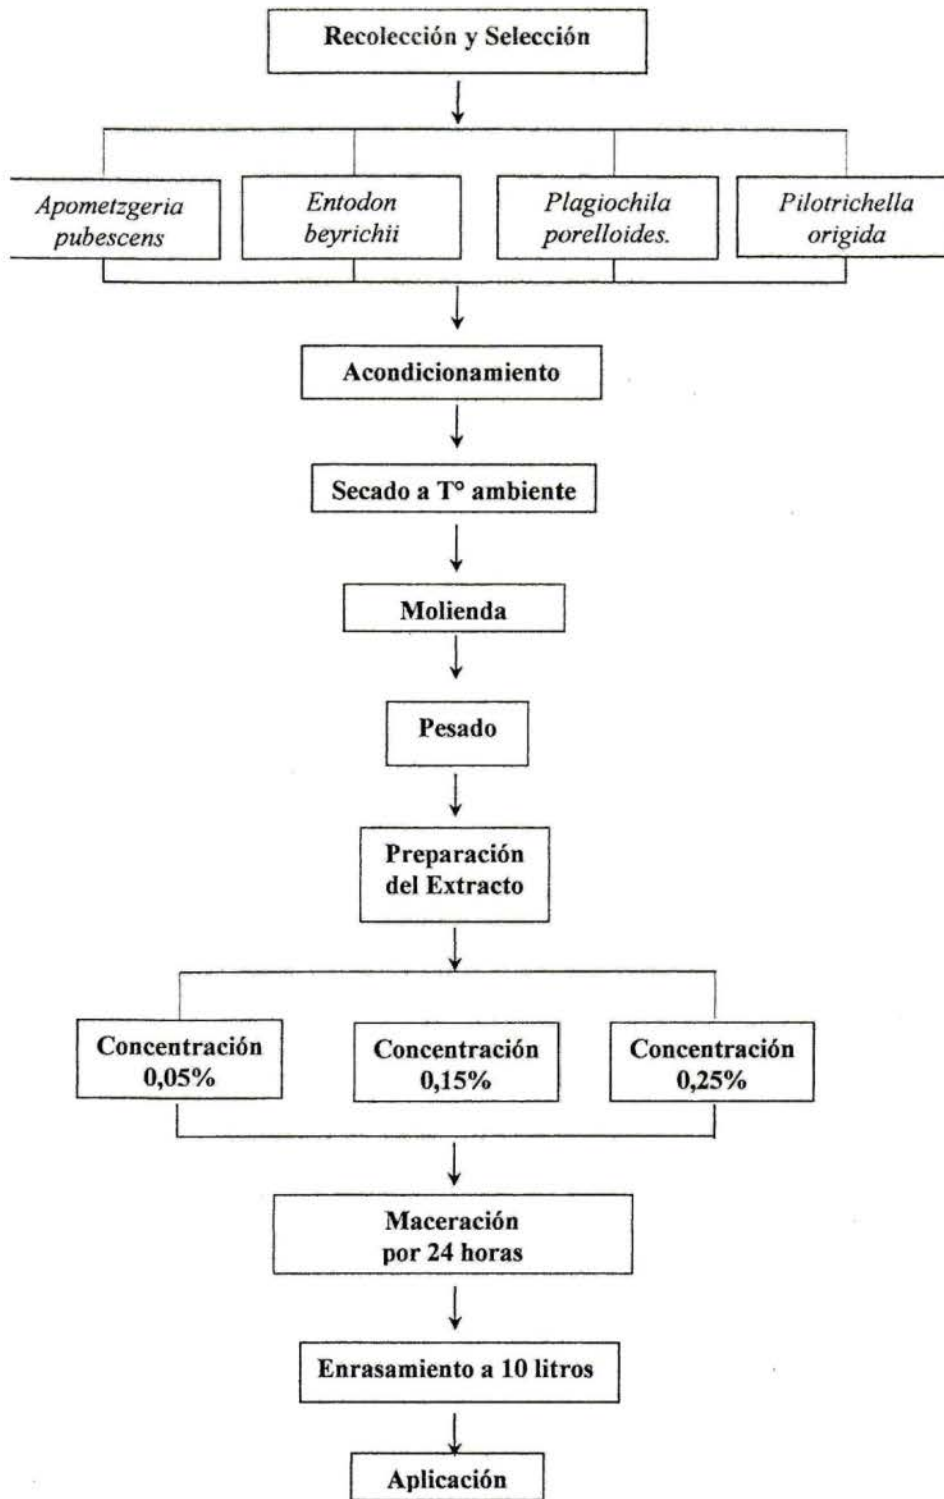 Recolección y Selección
Apometzgeria
pubescens
Entodon
beyrichii
Plagiochila
porelloides.
Pilotrichella
origida
Acondicionamiento
Secado a T° ambiente
Molienda
Pesado
Preparación
del Extracto
Concentración
0,05%
Concentración
0,15%
Concentración
0,25%
Maceración
por 24 horas
Enrasamiento a 10 litros
Aplicación